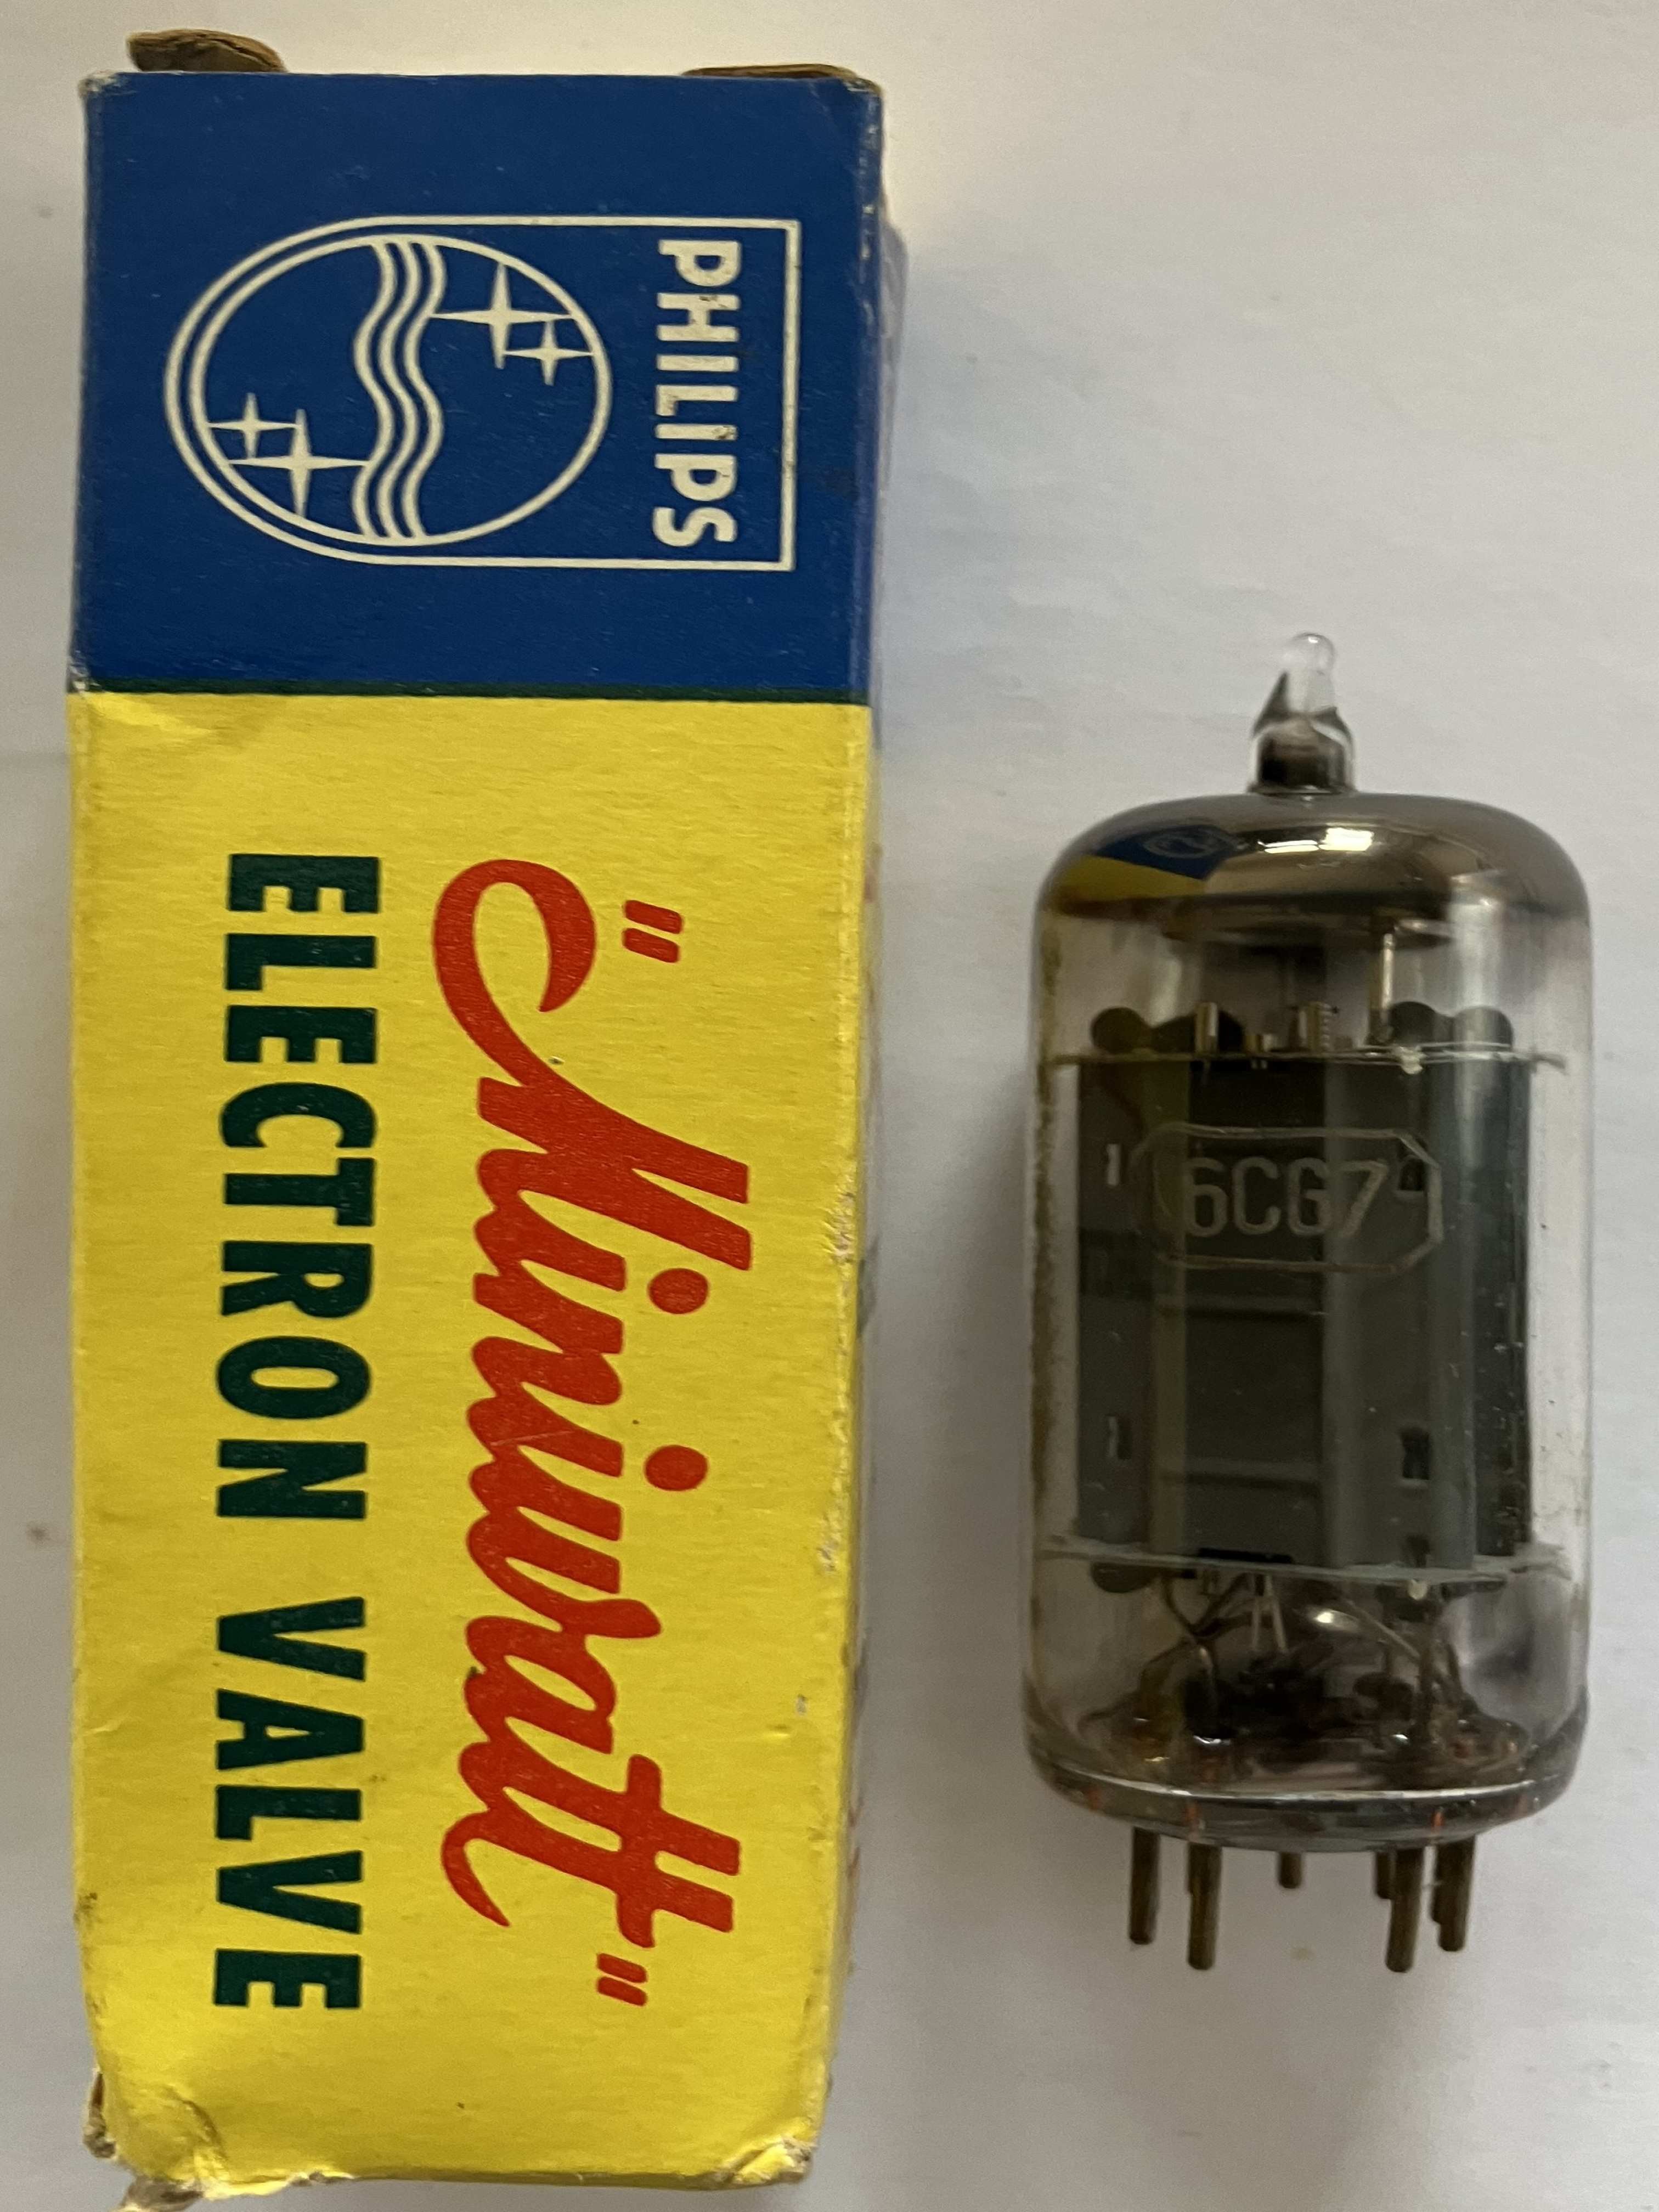 PHILIPS
"Miniwatt"
ELECTRON VALVE
6CG7